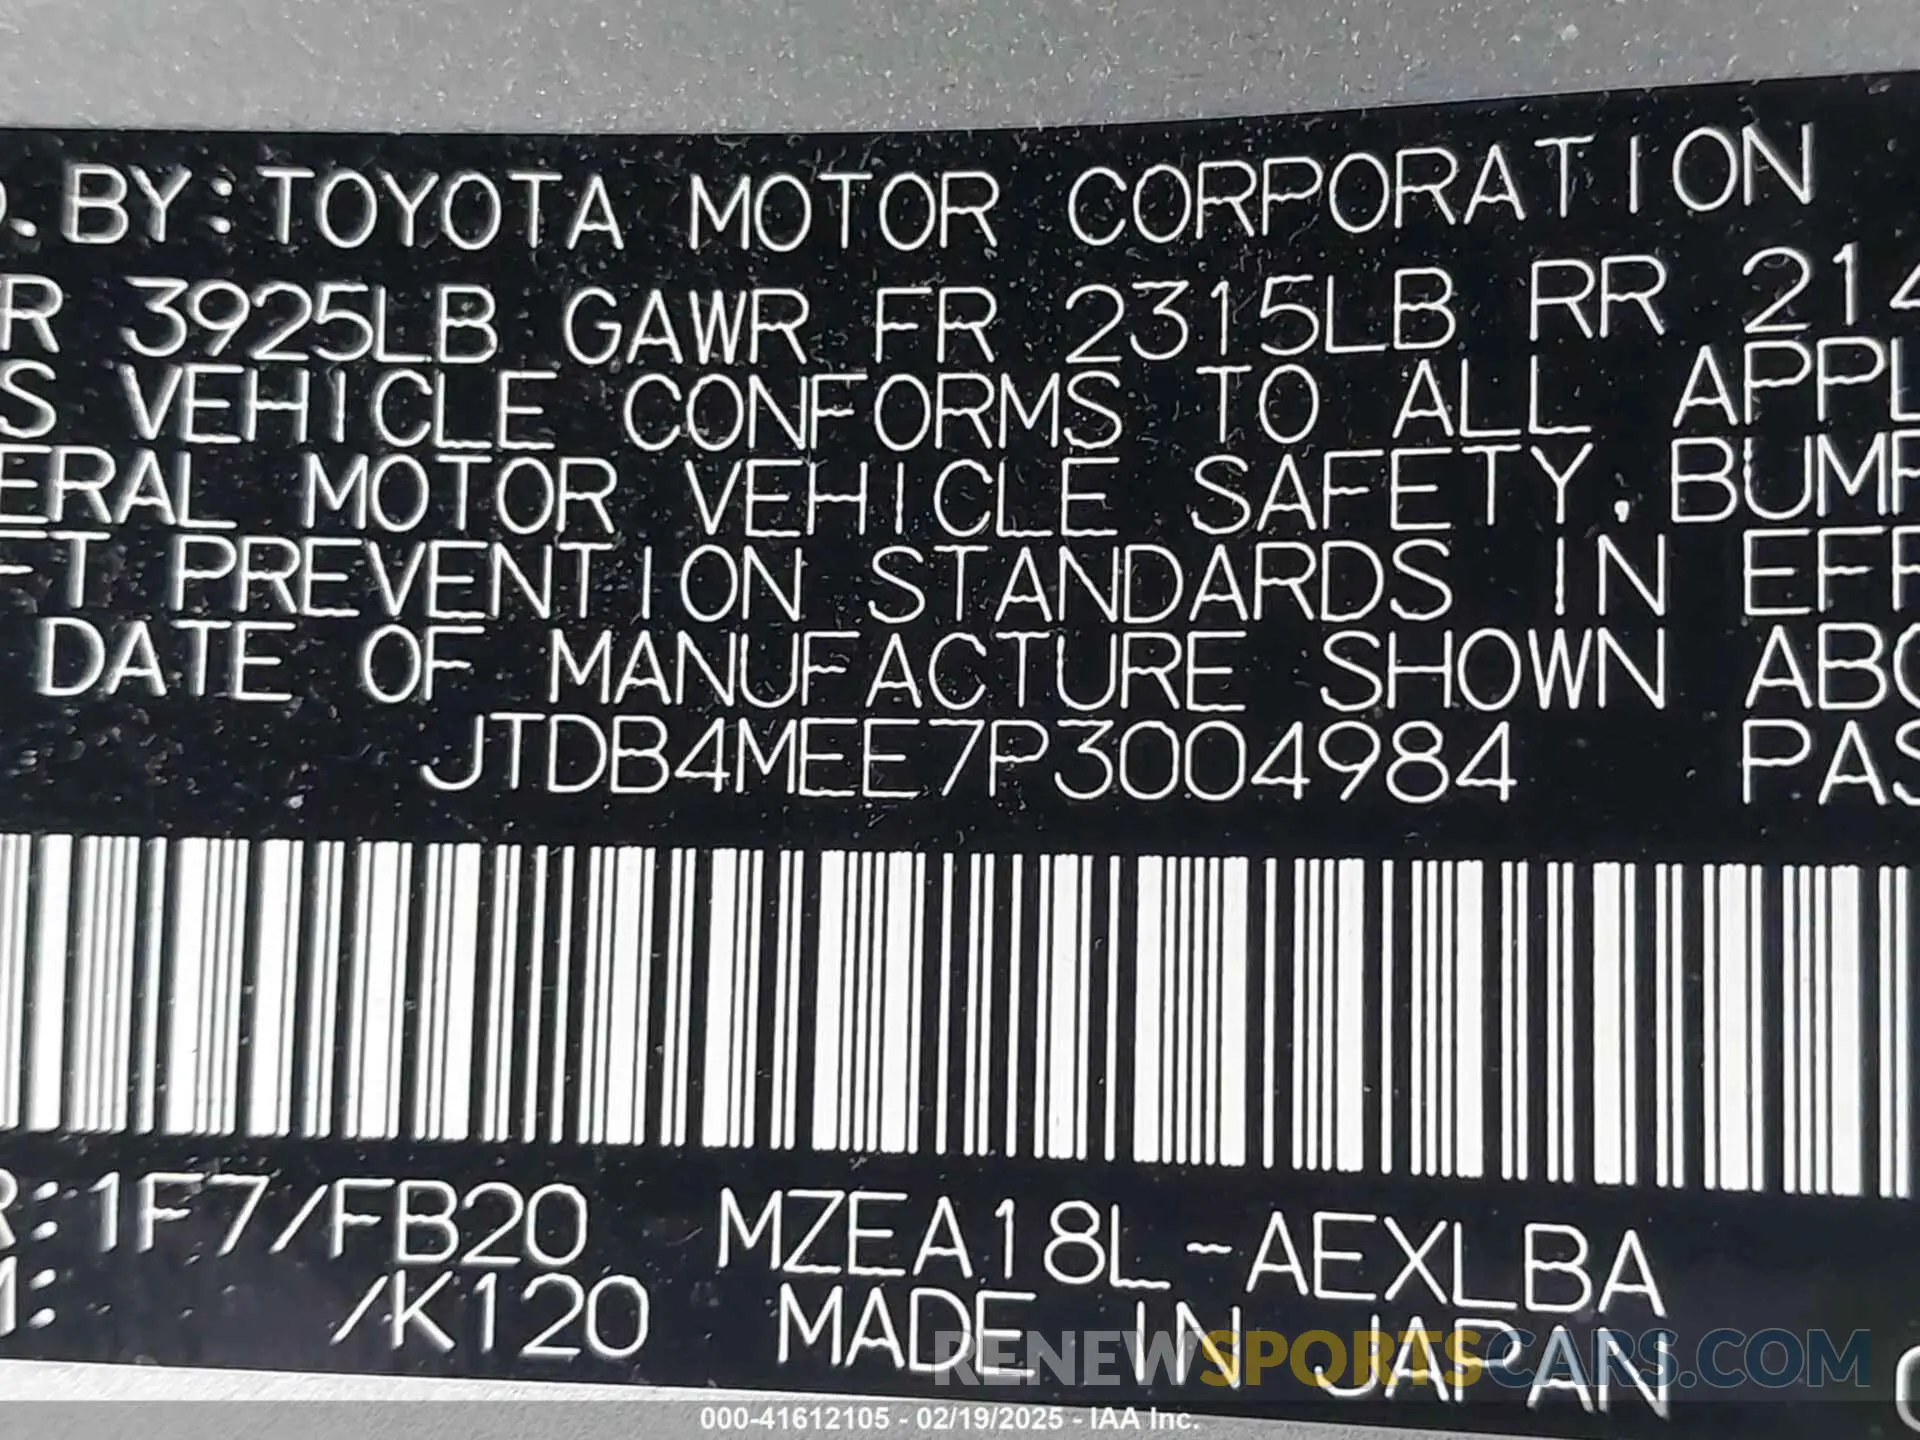 .BY:TOYOTA MOTOR CORPORATION
R 3925LB GAWR FR 2315LB RR 214
S VEHICLE CONFORMS TO ALL APPL
ERAL MOTOR VEHICLE SAFETY, BUMP
FT PREVENTION STANDARDS IN EFF
DATE OF MANUFACTURE SHOWN ABO
JTDB4MEE7P3004984 PAS
R:1F7/FB20 MZEA18L-AEXLBA
: /K120 MADE IN JAPAN
RENEWSPORTSCARS.COM
000-41612105 - 02/19/2025 - IAA Inc.